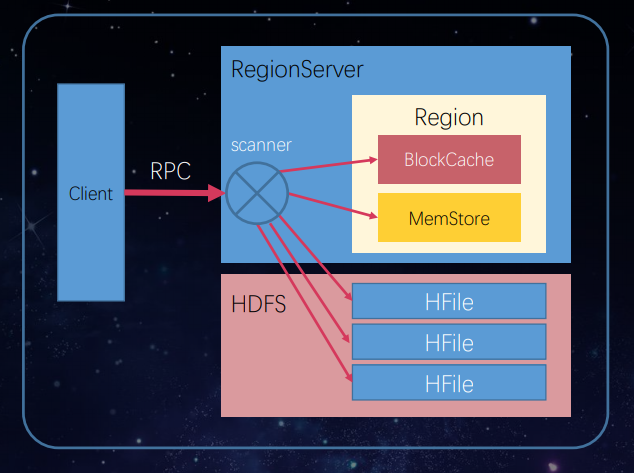 RegionServer
Region
scanner
BlockCache
RPC
Client
MemStore
HDFS
HFile
HFile
HFile